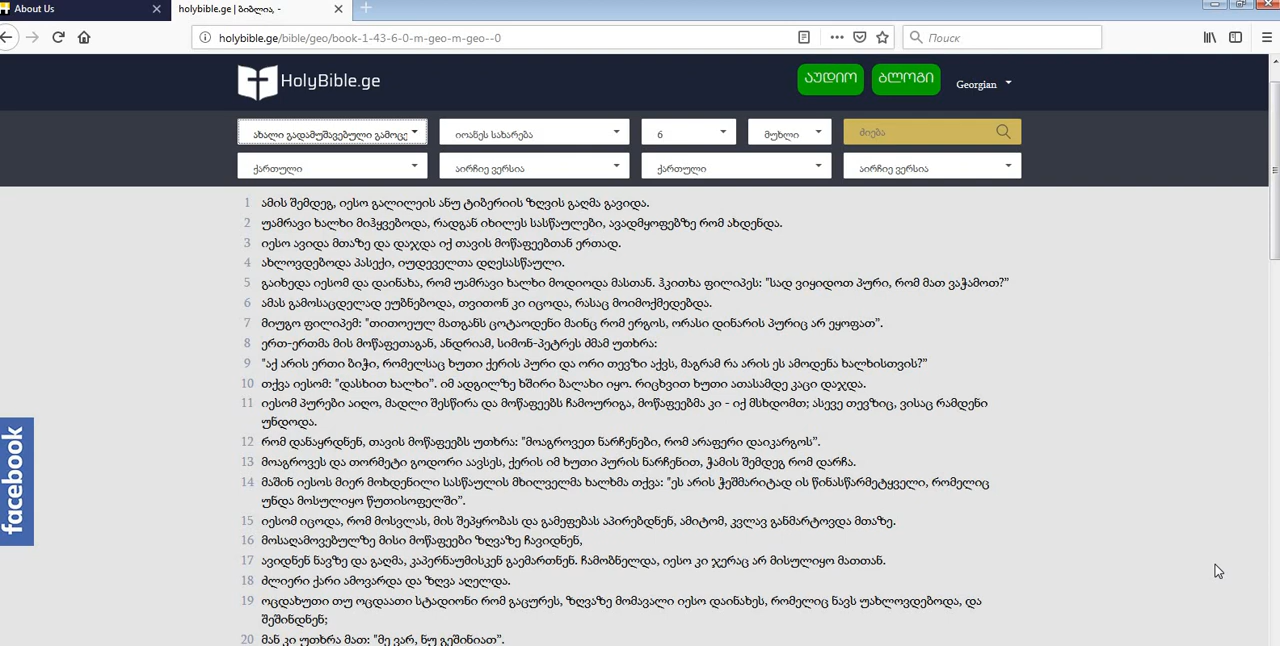 About Us
holybible.ge | ბიბლია, -
holybible.ge/bible/geo/book-1-43-6-0-m-geo-m-geo--0
Поиск
HolyBible.ge
აუდიო
ბლოგი
Georgian
ახალი გადამუშავებული გამოცე
იოანეს სახარება
6
მუხლი
ძიება
ქართული
აირჩიე ვერსია
ქართული
აირჩიე ვერსია
1 ამის შემდეგ, იესო გალილეის ანუ ტიბერიის ზღვის გაღმა გავიდა.
2 უამრავი ხალხი მიჰყვებოდა, რადგან იხილეს სასწაულები, ავადმყოფებზე რომ ახდენდა.
3 იესო ავიდა მთაზე და დაჯდა იქ თავის მოწაფეებთან ერთად.
4 ახლოვდებოდა პასექი, იუდეველთა დღესასწაული.
5 გაიხედა იესომ და დაინახა, რომ უამრავი ხალხი მოდიოდა მასთან. ჰკითხა ფილიპეს: "სად ვიყიდოთ პური, რომ მათ ვაჭამოთ?”
6 ამას გამოსაცდელად ეუბნებოდა, თვითონ კი იცოდა, რასაც მოიმოქმედებდა.
7 მიუგო ფილიპემ: "თითოეულ მათგანს ცოტაოდენი მაინც რომ ერგოს, ორასი დინარის პურიც არ ეყოფათ”.
8 ერთ-ერთმა მის მოწაფეთაგან, ანდრიამ, სიმონ-პეტრეს ძმამ უთხრა:
9 "აქ არის ერთი ბიჭი, რომელსაც ხუთი ქერის პური და ორი თევზი აქვს, მაგრამ რა არის ეს ამოდენა ხალხისთვის?”
10 თქვა იესომ: "დასხით ხალხი”. იმ ადგილზე ხშირი ბალახი იყო. რიცხვით ხუთი ათასამდე კაცი დაჯდა.
11 იესომ პურები აიღო, მადლი შესწირა და მოწაფეებს ჩამოურიგა, მოწაფეებმა კი - იქ მსხდომთ; ასევე თევზიც, ვისაც რამდენი
უნდოდა.
12 რომ დანაყრდნენ, თავის მოწაფეებს უთხრა: "მოაგროვეთ ნარჩენები, რომ არაფერი დაიკარგოს”.
13 მოაგროვეს და თორმეტი გოდორი აავსეს, ქერის იმ ხუთი პურის ნარჩენით, ჭამის შემდეგ რომ დარჩა.
14 მაშინ იესოს მიერ მოხდენილი სასწაულის მხილველმა ხალხმა თქვა: "ეს არის ჭეშმარიტად ის წინასწარმეტყველი, რომელიც
უნდა მოსულიყო წუთისოფელში”.
15 იესომ იცოდა, რომ მოსვლას, მის შეპყრობას და გამეფებას აპირებდნენ, ამიტომ, კვლავ განმარტოვდა მთაზე.
16 მოსაღამოვებულზე მისი მოწაფეები ზღვაზე ჩავიდნენ,
17 ავიდნენ ნავზე და გაღმა, კაპერნაუმისკენ გაემართნენ. ჩამობნელდა, იესო კი ჯერაც არ მისულიყო მათთან.
18 ძლიერი ქარი ამოვარდა და ზღვა აღელდა.
19 ოცდახუთი თუ ოცდაათი სტადიონი რომ გაცურეს, ზღვაზე მომავალი იესო დაინახეს, რომელიც ნავს უახლოვდებოდა, და
შეშინდნენ;
20 მან კი უთხრა მათ: "მე ვარ, ნუ გეშინიათ”.
facebook